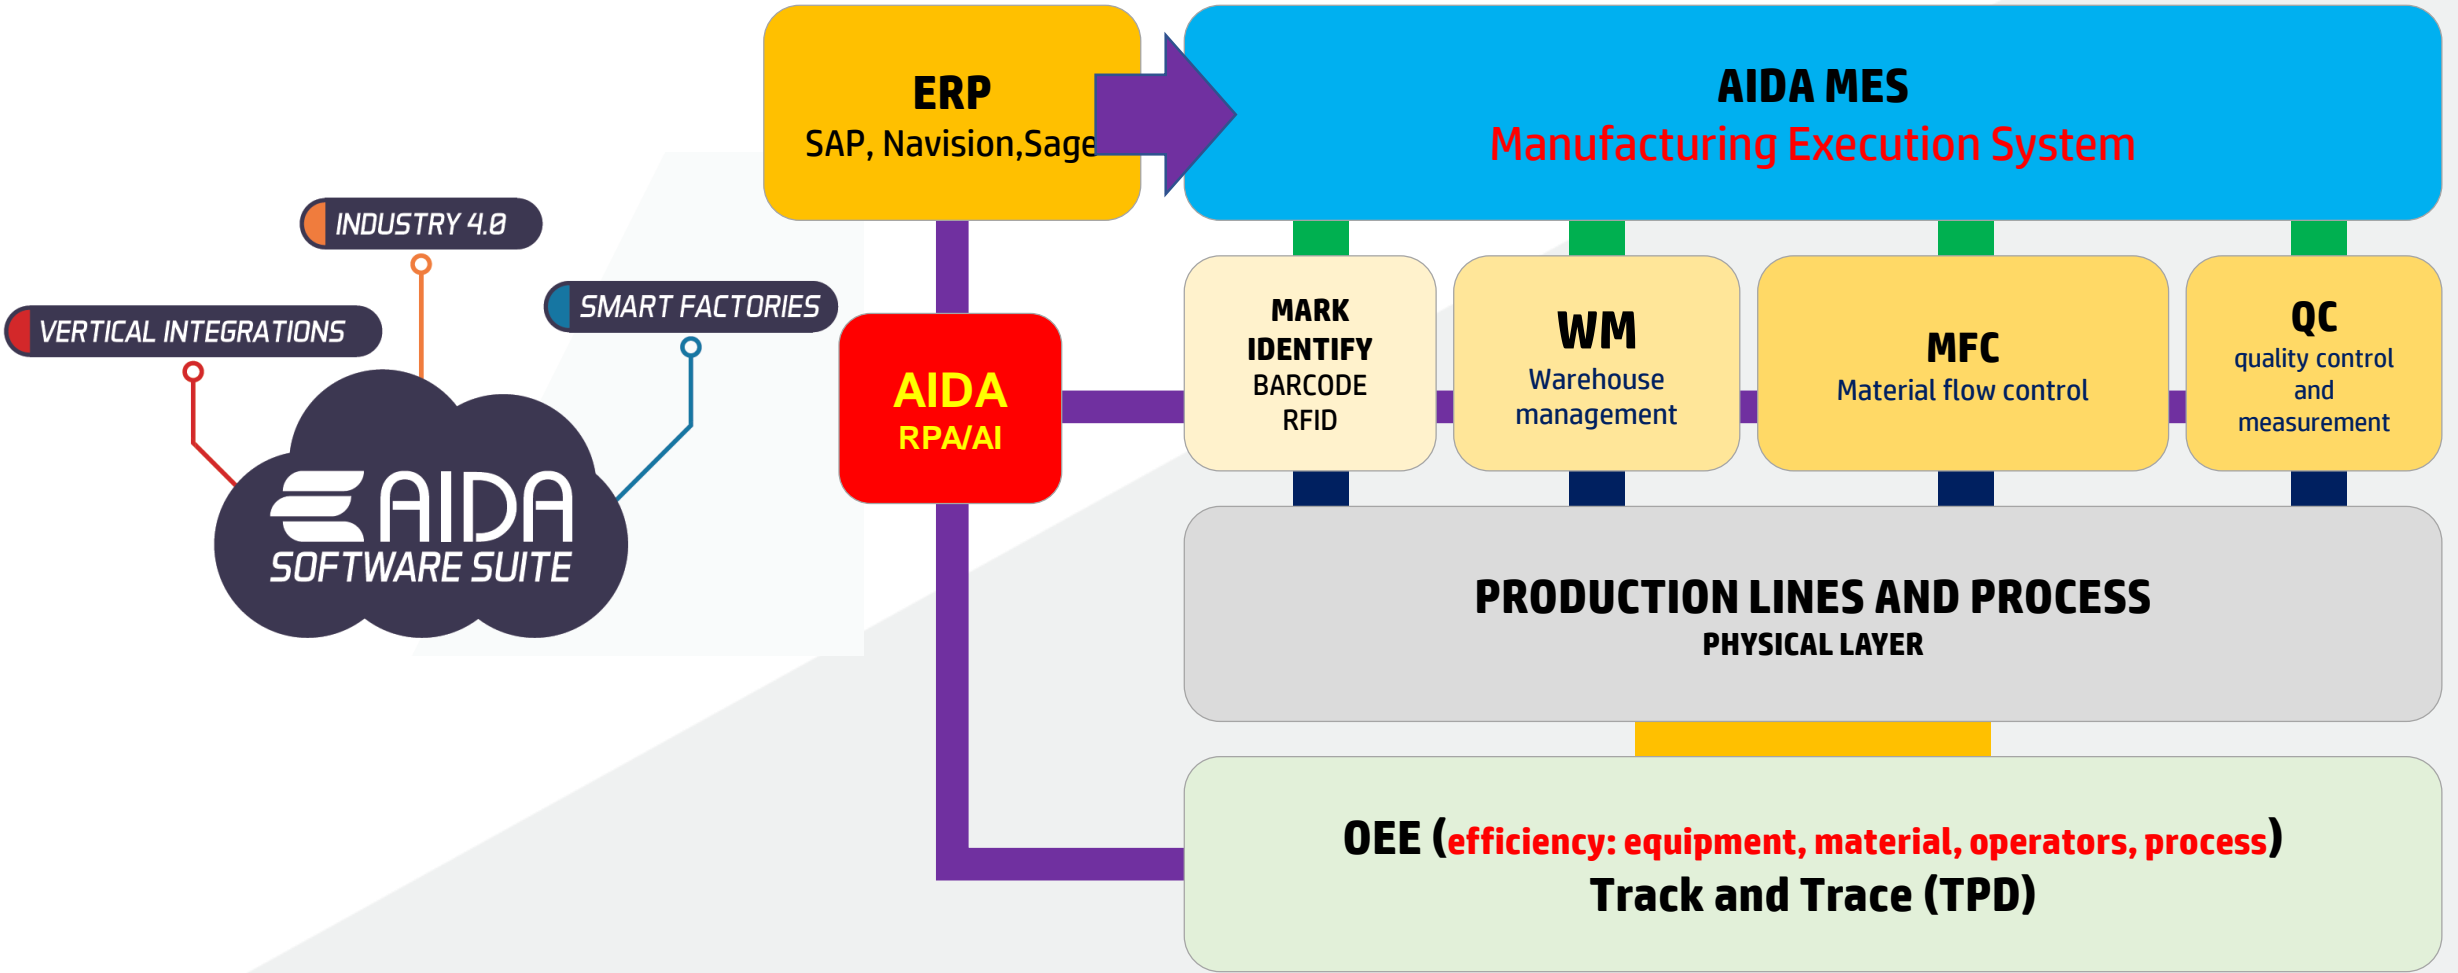 INDUSTRY 4.0
SMART FACTORIES
VERTICAL INTEGRATIONS
AIDA
SOFTWARE SUITE
ERP
SAP, Navision,Sage
AIDA MES
Manufacturing Execution System
AIDA
RPA/AI
MARK
IDENTIFY
BARCODE
RFID
WM
Warehouse
management
MFC
Material flow control
QC
quality control
and
measurement
PRODUCTION LINES AND PROCESS
PHYSICAL LAYER
OEE (efficiency: equipment, material, operators, process)
Track and Trace (TPD)